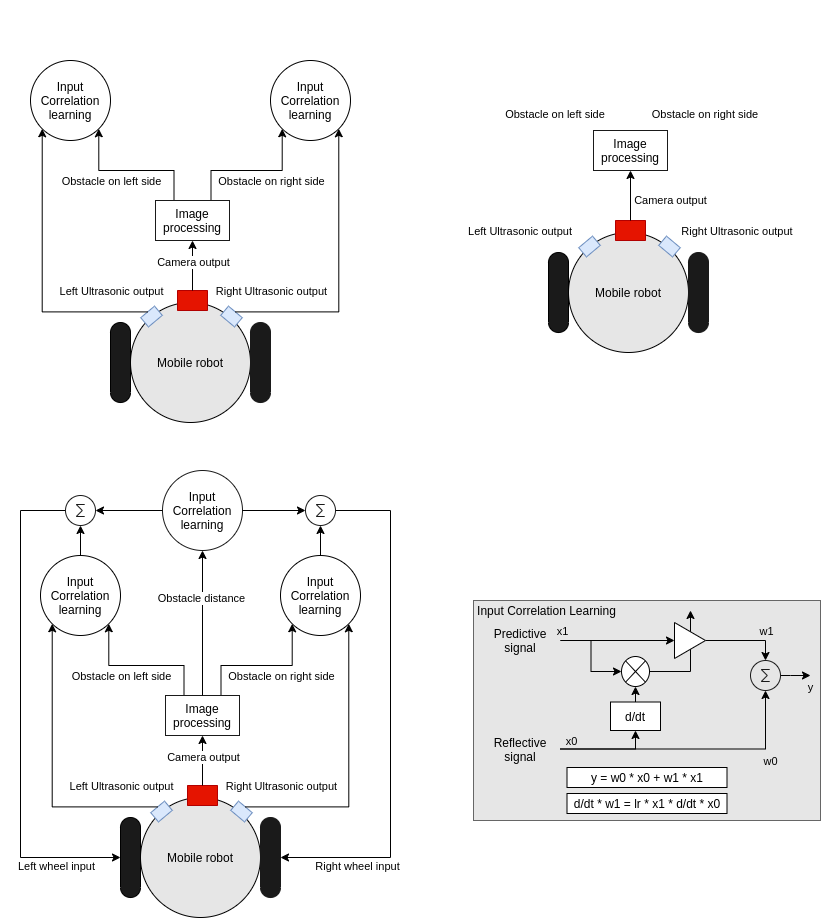 Input
Correlation
learning
Input
Correlation
learning
Obstacle on left side
Obstacle on right side
Image
processing
Camera output
Left Ultrasonic output
Right Ultrasonic output
Mobile robot
Obstacle on left side
Obstacle on right side
Image
processing
Camera output
Left Ultrasonic output
Right Ultrasonic output
Mobile robot
Input
Correlation
learning
∑
∑
Input
Correlation
learning
Input
Correlation
learning
Obstacle distance
Obstacle on left side
Obstacle on right side
Image
processing
Camera output
Left Ultrasonic output
Right Ultrasonic output
Mobile robot
Left wheel input
Right wheel input
Input Correlation Learning
Predictive
signal
x1
w1
∑
y
d/dt
Reflective
signal
x0
w0
y = w0 * x0 + w1 * x1
d/dt * w1 = lr * x1 * d/dt * x0